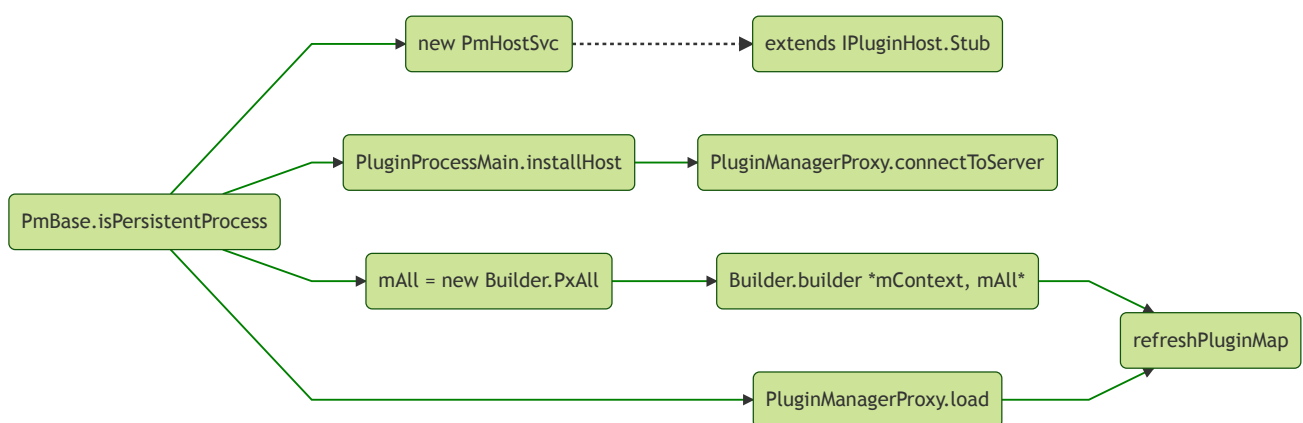 new PmHostSvc
extends IPluginHost.Stub
PluginProcessMain.installHost
PluginManagerProxy.connectToServer
PmBase.isPersistentProcess
mAll = new Builder.PxAll
Builder.builder *mContext, mAll*
refreshPluginMap
PluginManagerProxy.load